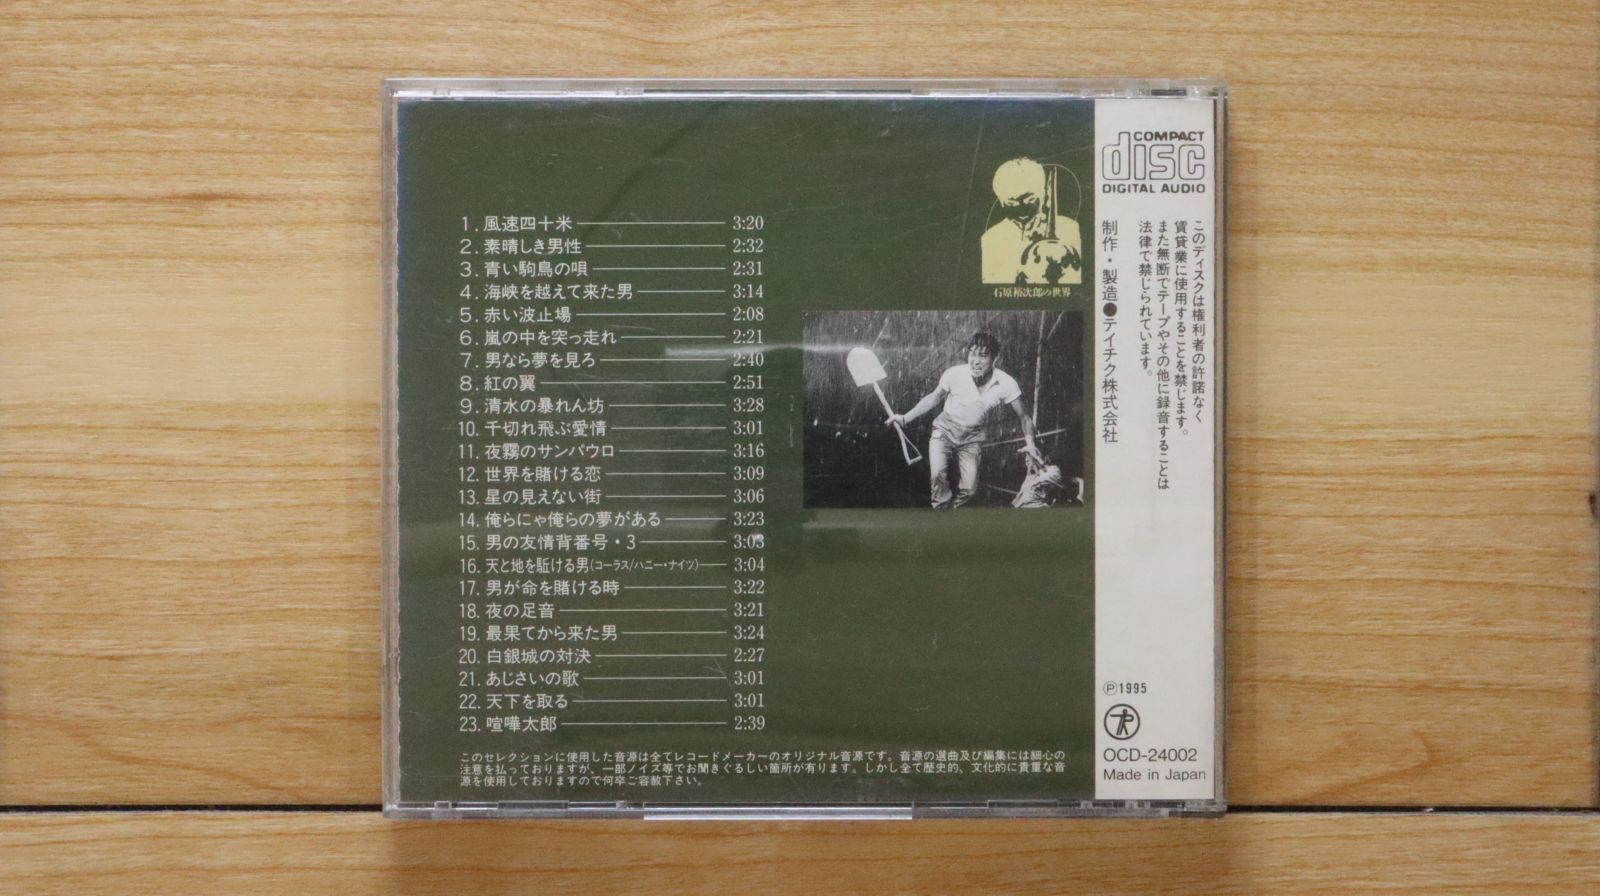 1. 風速四十米 3:20
2. 素晴しき男性 2:32
3. 青い駒鳥の唄 2:31
4. 海峡を越えて来た男 3:14
5. 赤い波止場 2:08
6. 嵐の中を突っ走れ 2:21
7. 男なら夢を見ろ 2:40
8. 紅の翼 2:51
9. 清水の暴れん坊 3:28
10. 千切れ飛ぶ愛情 3:01
11. 夜霧のサンパウロ 3:16
12. 世界を賭ける恋 3:09
13. 星の見えない街 3:06
14. 俺らにゃ俺らの夢がある 3:23
15. 男の友情背番号・3 3:03
16. 天と地を駈ける男(コーラス/ハニー・ナイツ) 3:04
17. 男が命を賭ける時 3:22
18. 夜の足音 3:21
19. 最果てから来た男 3:24
20. 白銀城の対決 2:27
21. あじさいの歌 3:01
22. 天下を取る 3:01
23. 喧嘩太郎 2:39
このセレクションに使用した音源は全てレコードメーカーのオリジナル音源です。音源の選曲及び編集には細心の
注意を払っておりますが、一部ノイズ等でお聞きぐるしい箇所が有ります。しかし全て歴史的、文化的に貴重な音
源を使用しておりますので何卒ご容赦下さい。
石原裕次郎の世界
COMPACT
disc
DIGITAL AUDIO
このディスクは権利者の許諾なく
賃貸業に使用することを禁じます。
また無断でテープやその他に録音することは
法律で禁じられています。
制作・製造●テイチク株式会社
Ⓟ1995
OCD-24002
Made in Japan